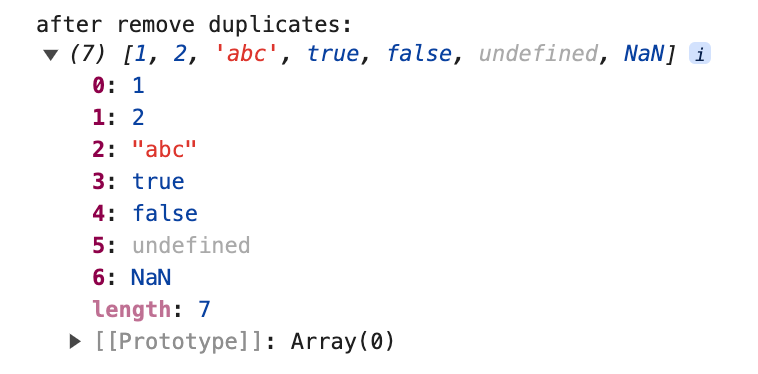 after remove duplicates:
▼ (7) [1, 2, 'abc', true, false, undefined, NaN] i
0: 1
1: 2
2: "abc"
3: true
4: false
5: undefined
6: NaN
length: 7
▶ [[Prototype]]: Array(0)